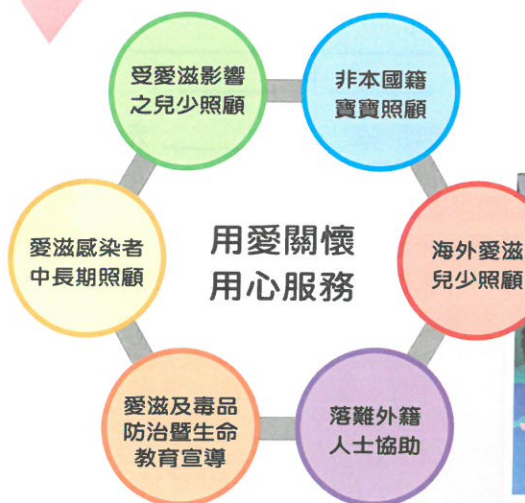 受愛滋影響
之兒少照顧
非本國籍
寶寶照顧
愛滋感染者
中長期照顧
用愛關懷
用心服務
海外愛滋
兒少照顧
愛滋及毒品
防治暨生命
教育宣導
落難外籍
人士協助